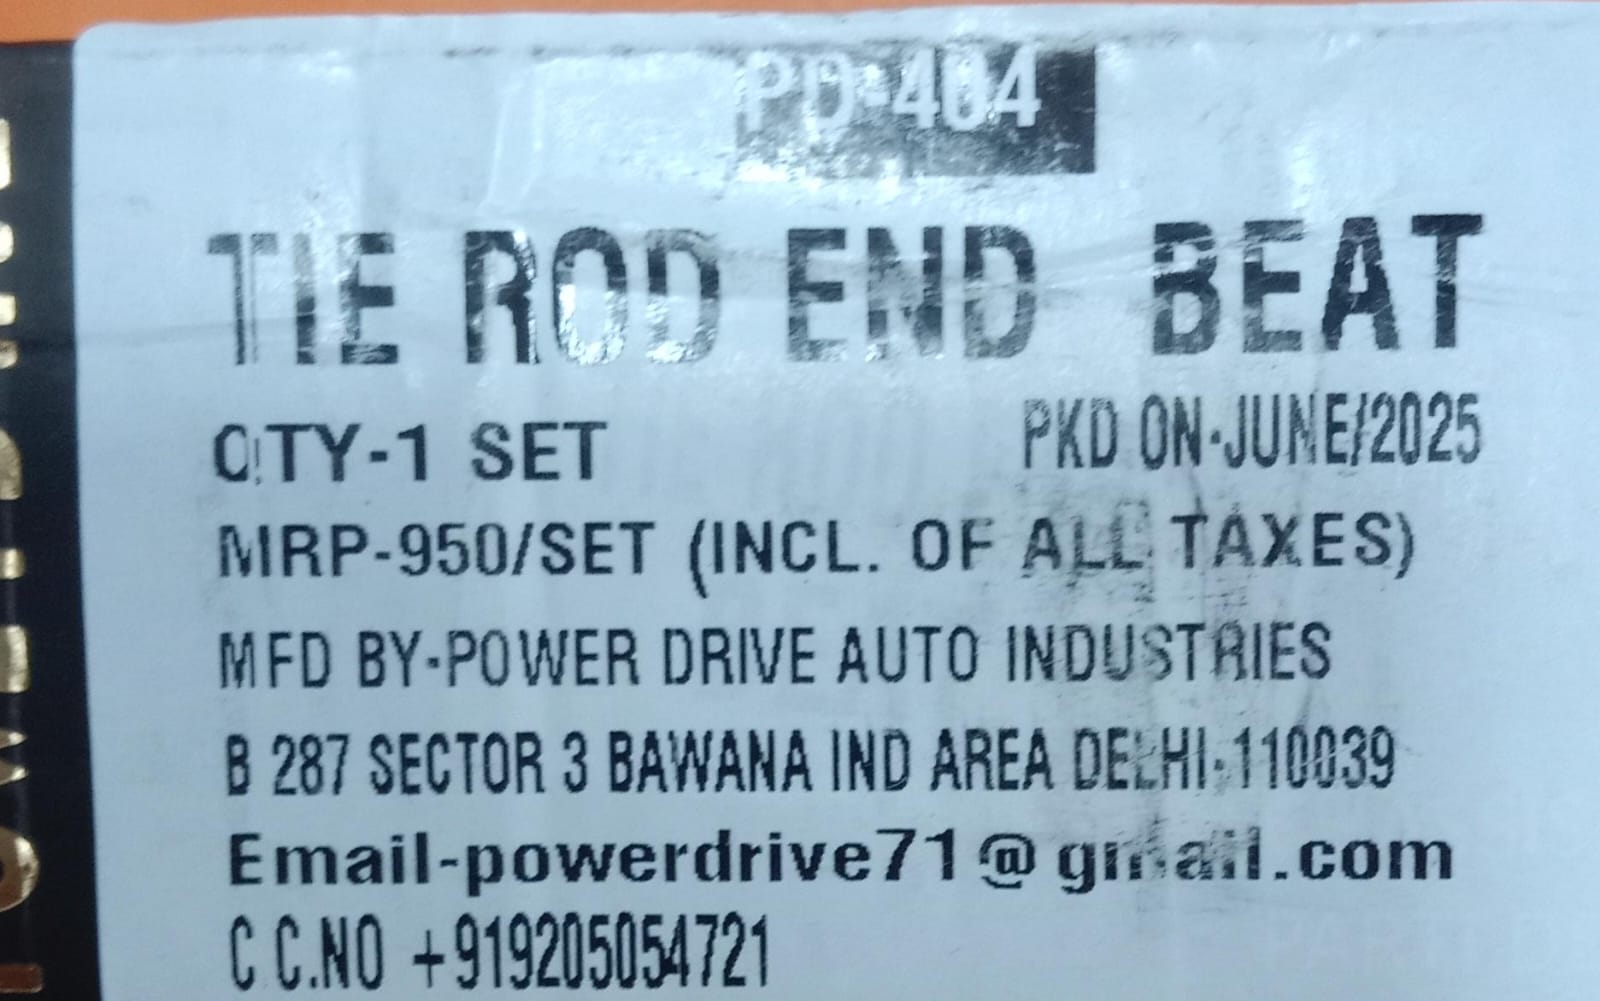 PD-404
TIE ROD END BEAT
QTY-1 SET
PKD ON-JUNE/2025
MRP-950/SET (INCL. OF ALL TAXES)
MFD BY-POWER DRIVE AUTO INDUSTRIES
B 287 SECTOR 3 BAWANA IND AREA DELHI-110039
Email-powerdrive71@gmail.com
C.C.NO +919205054721